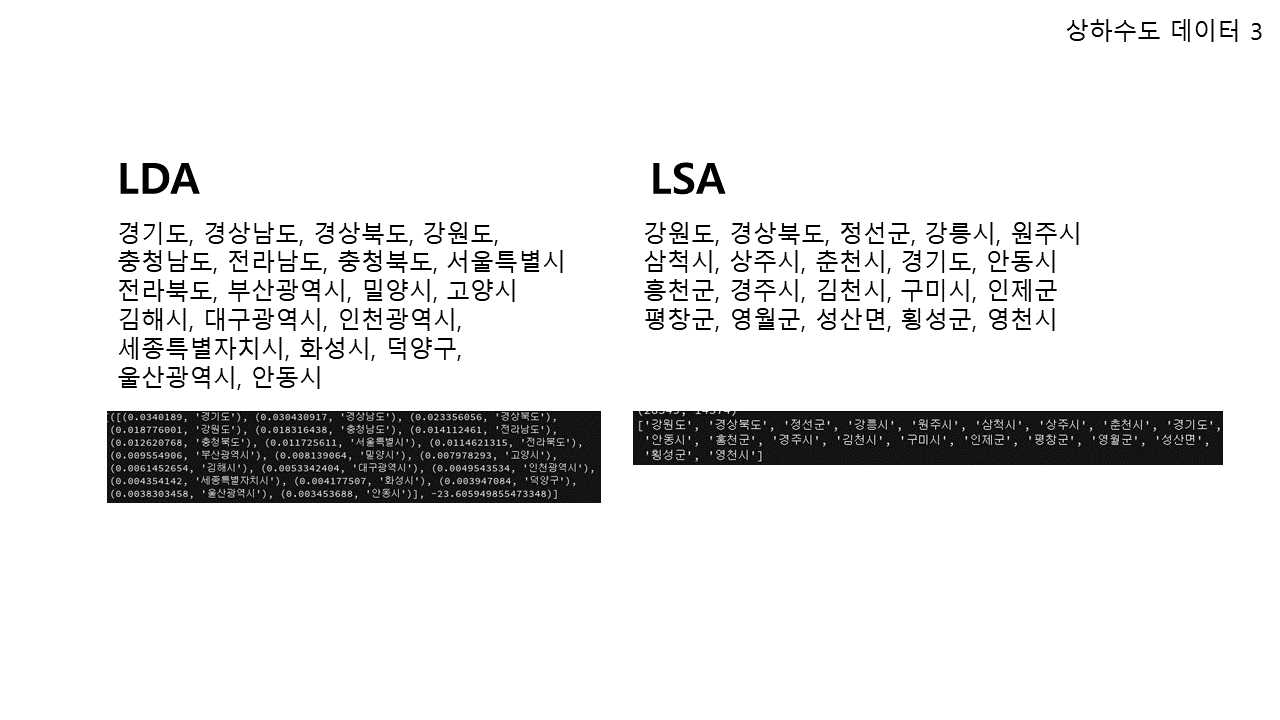 상하수도 데이터 3
LDA
경기도, 경상남도, 경상북도, 강원도,
충청남도, 전라남도, 충청북도, 서울특별시
전라북도, 부산광역시, 밀양시, 고양시
김해시, 대구광역시, 인천광역시,
세종특별자치시, 화성시, 덕양구,
울산광역시, 안동시
([(0.0340189, '경기도'), (0.030430917, '경상남도'), (0.023356056, '경상북도'),
(0.018776001, '강원도'), (0.018316438, '충청남도'), (0.014112461, '전라남도'),
(0.012620768, '충청북도'), (0.011725611, '서울특별시'), (0.0114621315, '전라북도'),
(0.009554906, '부산광역시'), (0.008139064, '밀양시'), (0.007978293, '고양시'),
(0.0061452654, '김해시'), (0.0053342404, '대구광역시'), (0.0049543534, '인천광역시'),
(0.004354142, '세종특별자치시'), (0.004177507, '화성시'), (0.003947084, '덕양구'),
(0.0038303458, '울산광역시'), (0.003453688, '안동시')], -23.605949855473348)]
LSA
강원도, 경상북도, 정선군, 강릉시, 원주시
삼척시, 상주시, 춘천시, 경기도, 안동시
홍천군, 경주시, 김천시, 구미시, 인제군
평창군, 영월군, 성산면, 횡성군, 영천시
['강원도', '경상북도', '정선군', '강릉시', '원주시', '삼척시', '상주시', '춘천시', '경기도',
'안동시', '홍천군', '경주시', '김천시', '구미시', '인제군', '평창군', '영월군', '성산면',
'횡성군', '영천시']